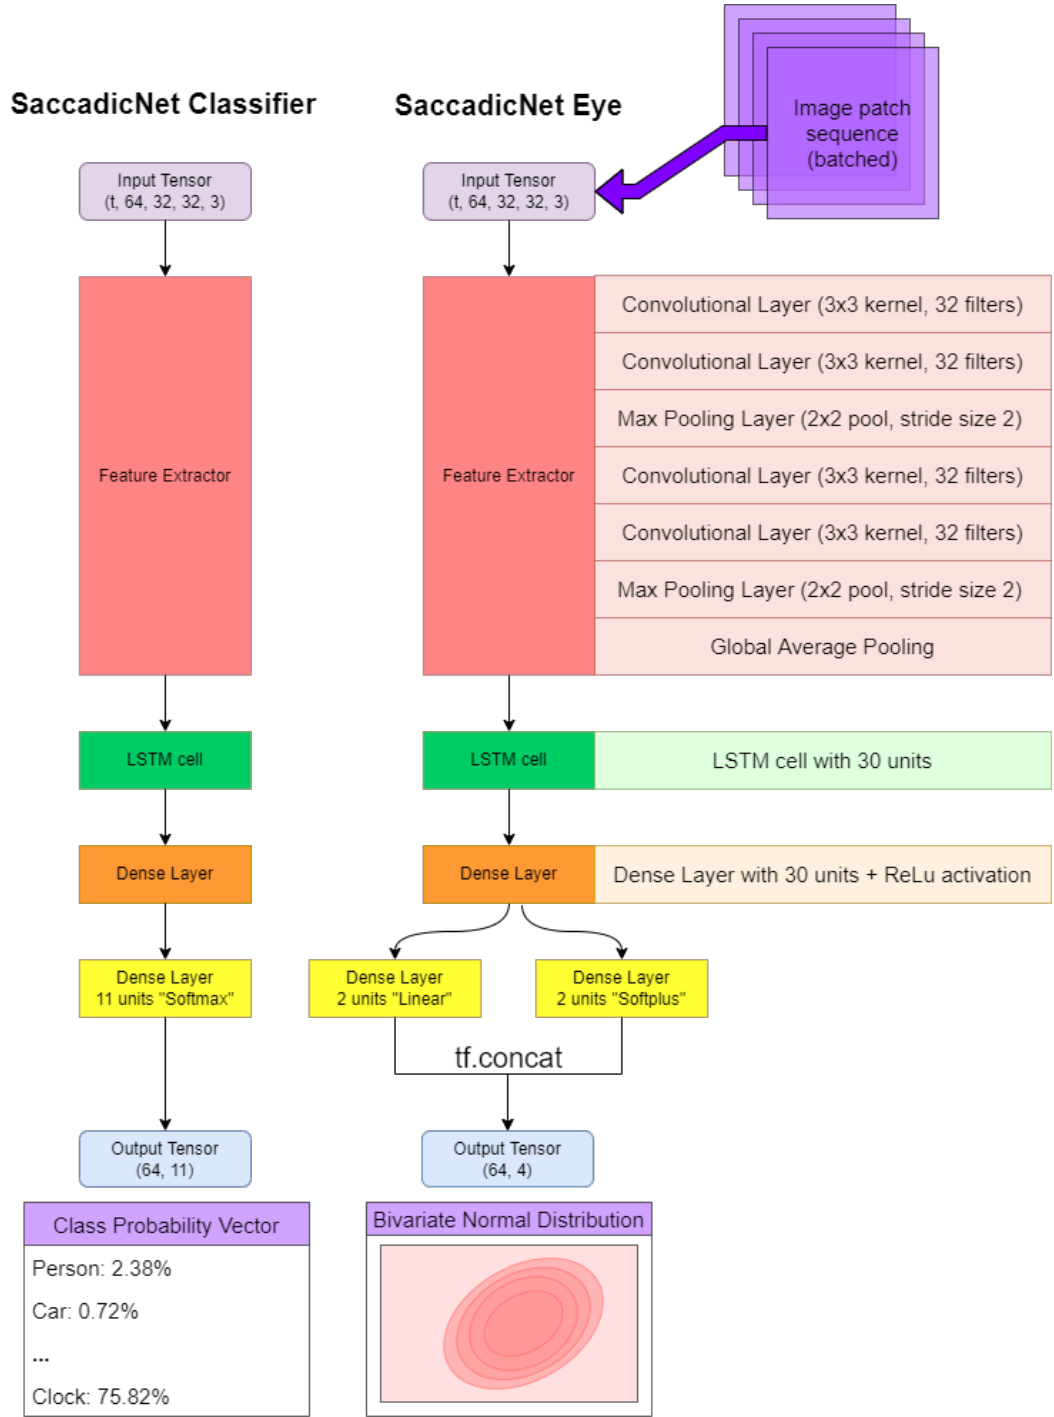 SaccadicNet Classifier
SaccadicNet Eye
Image patch
sequence
(batched)
Input Tensor
(t, 64, 32, 32, 3)
Input Tensor
(t, 64, 32, 32, 3)
Feature Extractor
Feature Extractor
Convolutional Layer (3x3 kernel, 32 filters)
Convolutional Layer (3x3 kernel, 32 filters)
Max Pooling Layer (2x2 pool, stride size 2)
Convolutional Layer (3x3 kernel, 32 filters)
Convolutional Layer (3x3 kernel, 32 filters)
Max Pooling Layer (2x2 pool, stride size 2)
Global Average Pooling
LSTM cell
LSTM cell
LSTM cell with 30 units
Dense Layer
Dense Layer
Dense Layer with 30 units + ReLu activation
Dense Layer
11 units "Softmax"
Dense Layer
2 units "Linear"
Dense Layer
2 units "Softplus"
tf.concat
Output Tensor
(64, 11)
Output Tensor
(64, 4)
Class Probability Vector
Person: 2.38%
Car: 0.72%
...
Clock: 75.82%
Bivariate Normal Distribution